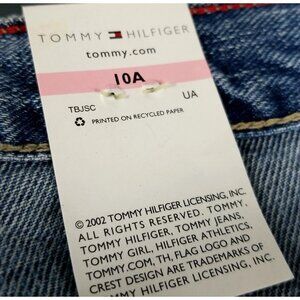 TOMMY HILFIGER
tommy.com
10A
TBJSC UA
PRINTED ON RECYCLED PAPER
© 2002 TOMMY HILFIGER LICENSING, INC.
ALL RIGHTS RESERVED. TOMMY,
TOMMY HILFIGER, TOMMY JEANS,
TOMMY GIRL, HILFIGER ATHLETICS,
TOMMY.COM, TH, FLAG LOGO AND
CREST DESIGN ARE TRADEMARKS OF
TOMMY HILFIGER LICENSING, INC.